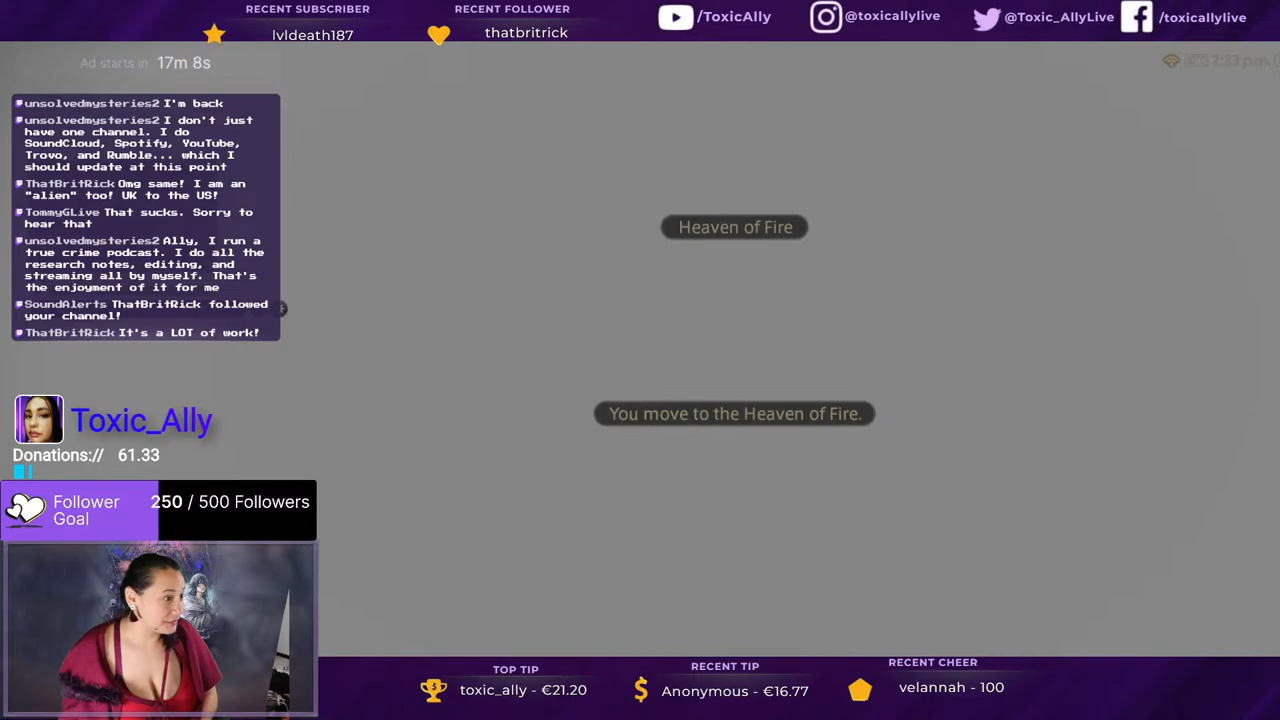 RECENT SUBSCRIBER
lvldeath187
RECENT FOLLOWER
thatbritrick
/ToxicAlly
@toxicallylive
@Toxic_AllyLive
/toxicallylive
Ad starts in 17m 8s
2:33 p.m.
unsolvedmysteries2 I'm back
unsolvedmysteries2 I don't just
have one channel. I do
SoundCloud, Spotify, YouTube,
Trovo, and Rumble... which I
should update at this point
ThatBritRick Omg same! I am an
"alien" too! UK to the US!
TommyGLive That sucks. Sorry to
hear that
unsolvedmysteries2 Ally, I run a
true crime podcast. I do all the
research notes, editing, and
streaming all by myself. That's
the enjoyment of it for me
SoundAlerts ThatBritRick followed
your channel!
ThatBritRick It's a LOT of work!
Heaven of Fire
You move to the Heaven of Fire.
Toxic_Ally
Donations:// 61.33
Follower Goal
250 / 500 Followers
TOP TIP
toxic_ally - €21.20
RECENT TIP
Anonymous - €16.77
RECENT CHEER
velannah - 100